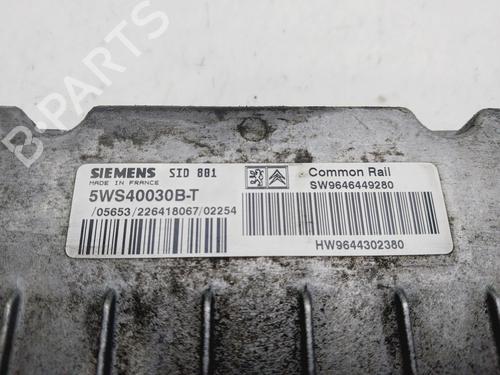 B-PARTS
SIEMENS SID 801
MADE IN FRANCE
5WS40030B-T
/05653/226418067/02254
Common Rail
SW9646449280
HW9644302380